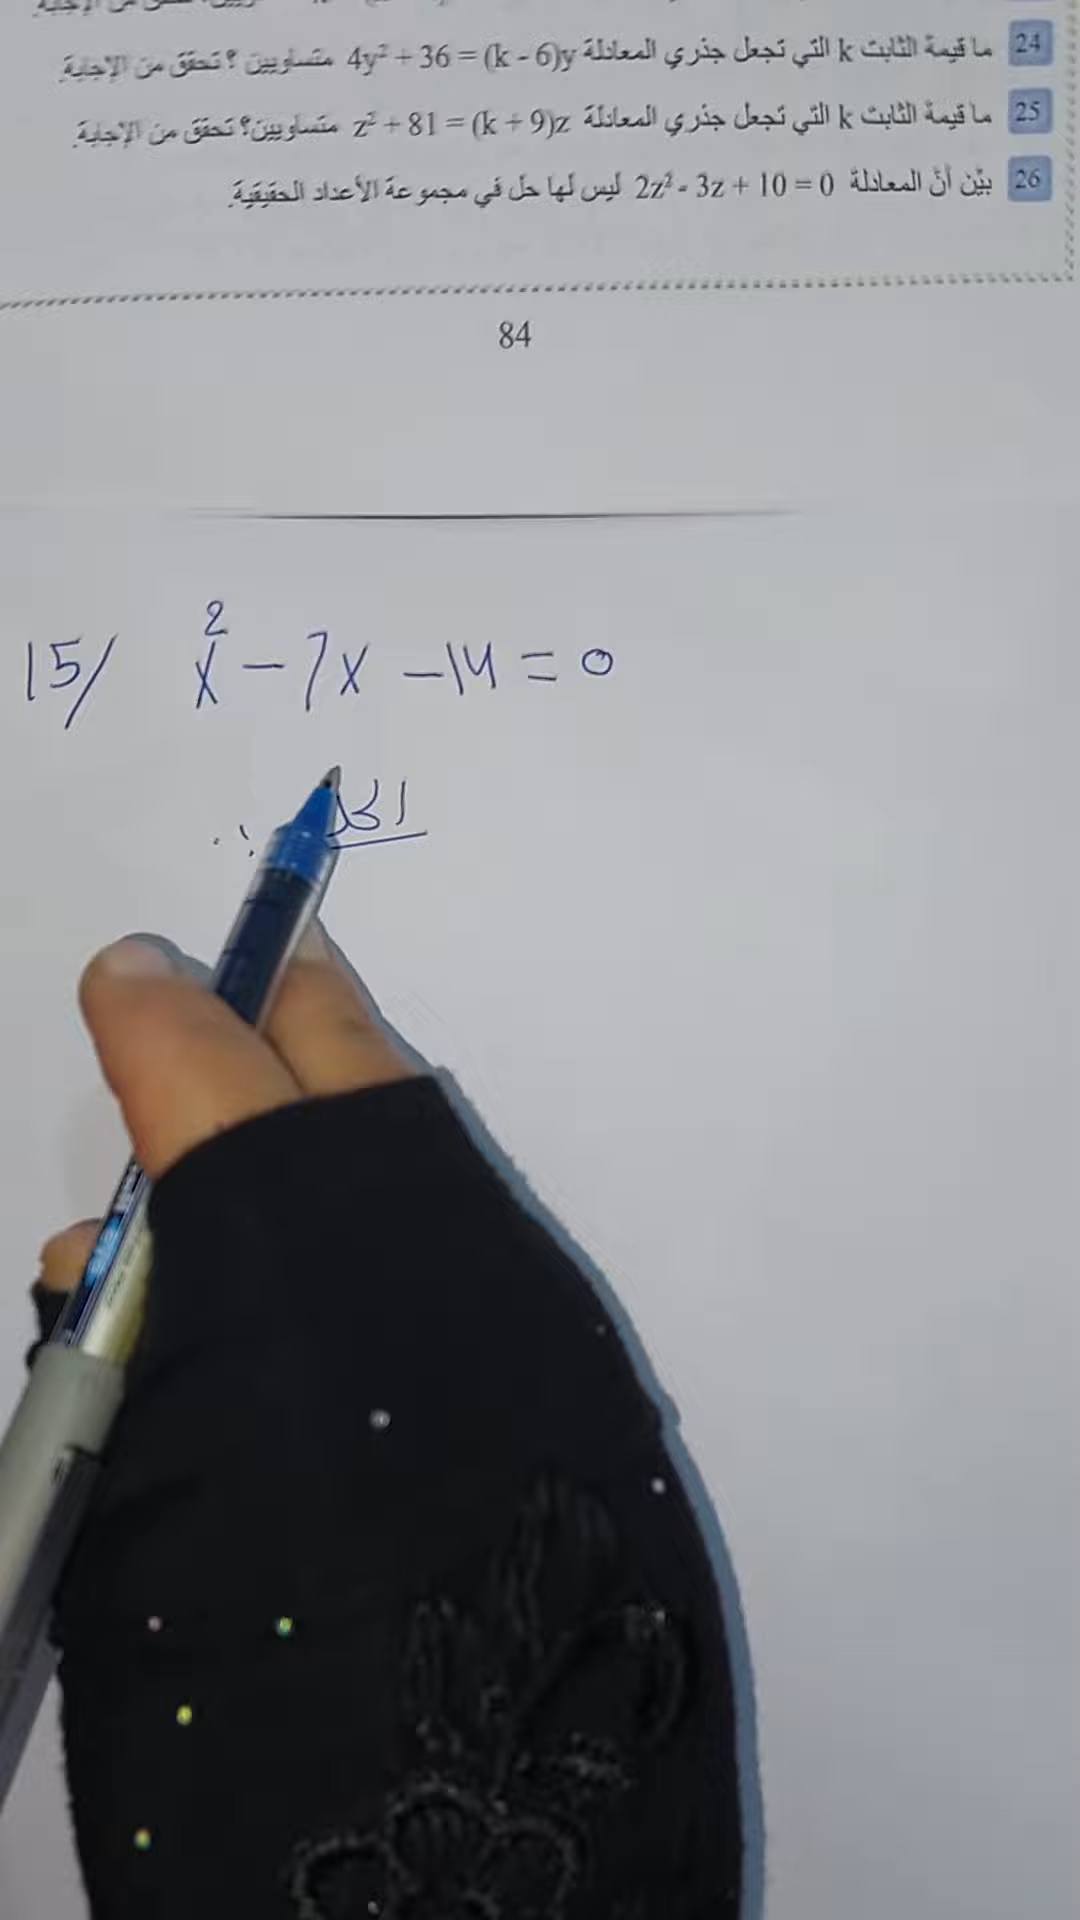 24 ما قيمة الثابت k التي تجعل جذري المعادلة 4y² + 36 = (k - 6)y متساويين ؟ تحقق من الإجابة.
25 ما قيمة الثابت k التي تجعل جذري المعادلة z² + 81 = (k + 9)z متساويين؟ تحقق من الإجابة.
26 بيّن أنّ المعادلة 2z² - 3z + 10 = 0 ليس لها حل في مجموعة الأعداد الحقيقية.
84
15/ x² - 7x - 14 = 0